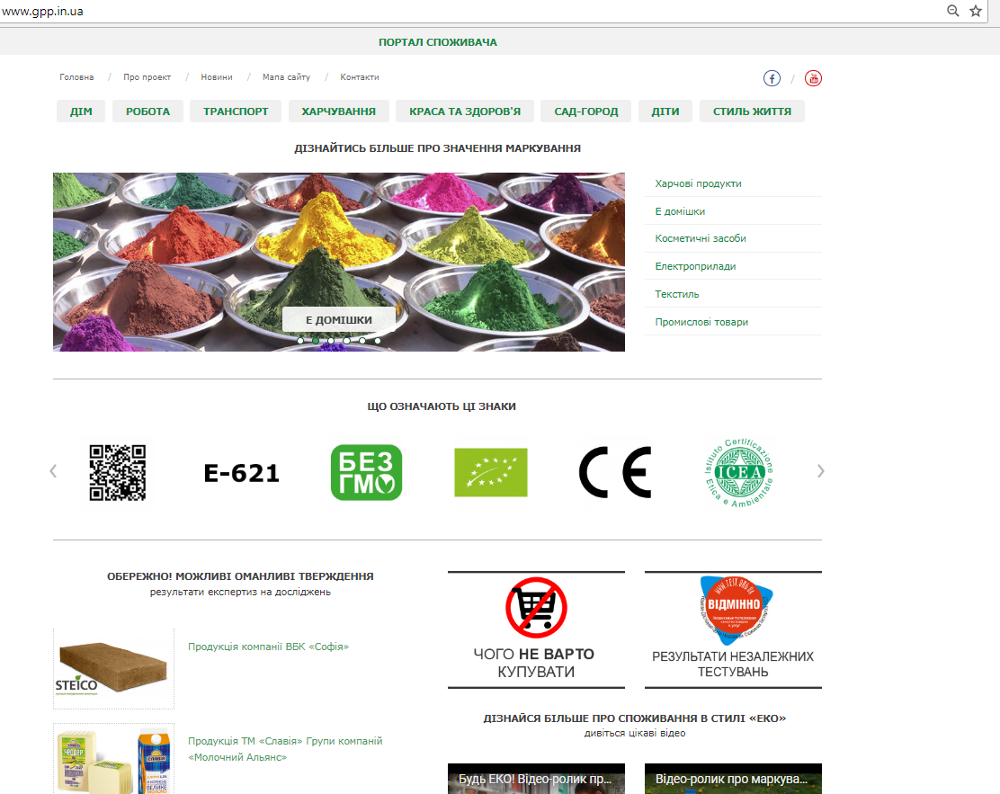 www.gpp.in.ua
ПОРТАЛ СПОЖИВАЧА
Головна / Про проект / Новини / Мапа сайту / Контакти
/
ДІМ РОБОТА ТРАНСПОРТ ХАРЧУВАННЯ КРАСА ТА ЗДОРОВ'Я САД-ГОРОД ДІТИ СТИЛЬ ЖИТТЯ
ДІЗНАЙТИСЬ БІЛЬШЕ ПРО ЗНАЧЕННЯ МАРКУВАННЯ
Е ДОМІШКИ
Харчові продукти
Е домішки
Косметичні засоби
Електроприлади
Текстиль
Промислові товари
ЩО ОЗНАЧАЮТЬ ЦІ ЗНАКИ
E-621
БЕЗ
ГМО
CE
Istituto Certificazione
ICEA
Etica e Ambientale
ОБЕРЕЖНО! МОЖЛИВІ ОМАНЛИВІ ТВЕРДЖЕННЯ
результати експертиз на досліджень
STEICO
Продукція компанії ВБК «Софія»
Продукція ТМ «Славія» Групи компаній
«Молочний Альянс»
ЧОГО НЕ ВАРТО
КУПУВАТИ
WWW.TEST.ORG.UA
ВІДМІННО
РЕЗУЛЬТАТИ НЕЗАЛЕЖНИХ
ТЕСТУВАНЬ
ДІЗНАЙСЯ БІЛЬШЕ ПРО СПОЖИВАННЯ В СТИЛІ «ЕКО»
дивіться цікаві відео
Будь ЕКО! Відео-ролик пр...
Відео-ролик про маркува...